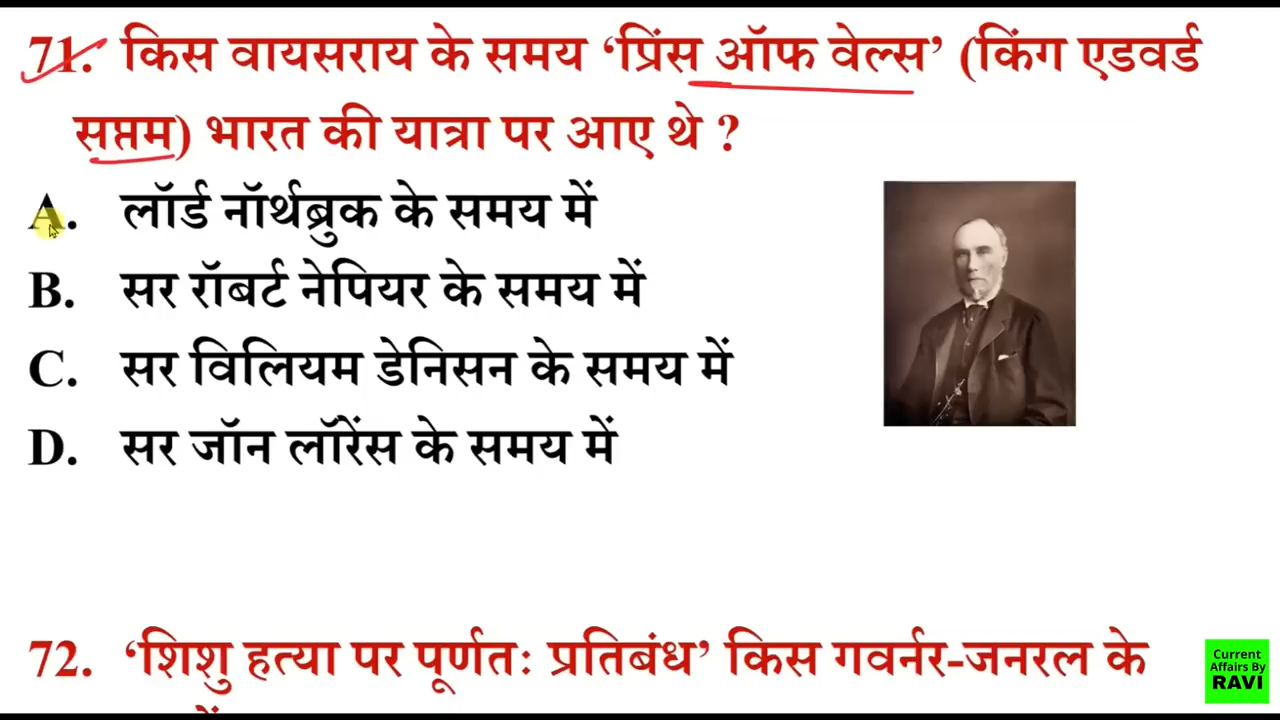 71. किस वायसराय के समय ‘प्रिंस ऑफ वेल्स’ (किंग एडवर्ड
सप्तम) भारत की यात्रा पर आए थे ?
A. लॉर्ड नॉर्थब्रुक के समय में
B. सर रॉबर्ट नेपियर के समय में
C. सर विलियम डेनिसन के समय में
D. सर जॉन लॉरेंस के समय में
72. ‘शिशु हत्या पर पूर्णतः प्रतिबंध’ किस गवर्नर-जनरल के
Current
Affairs By
RAVI